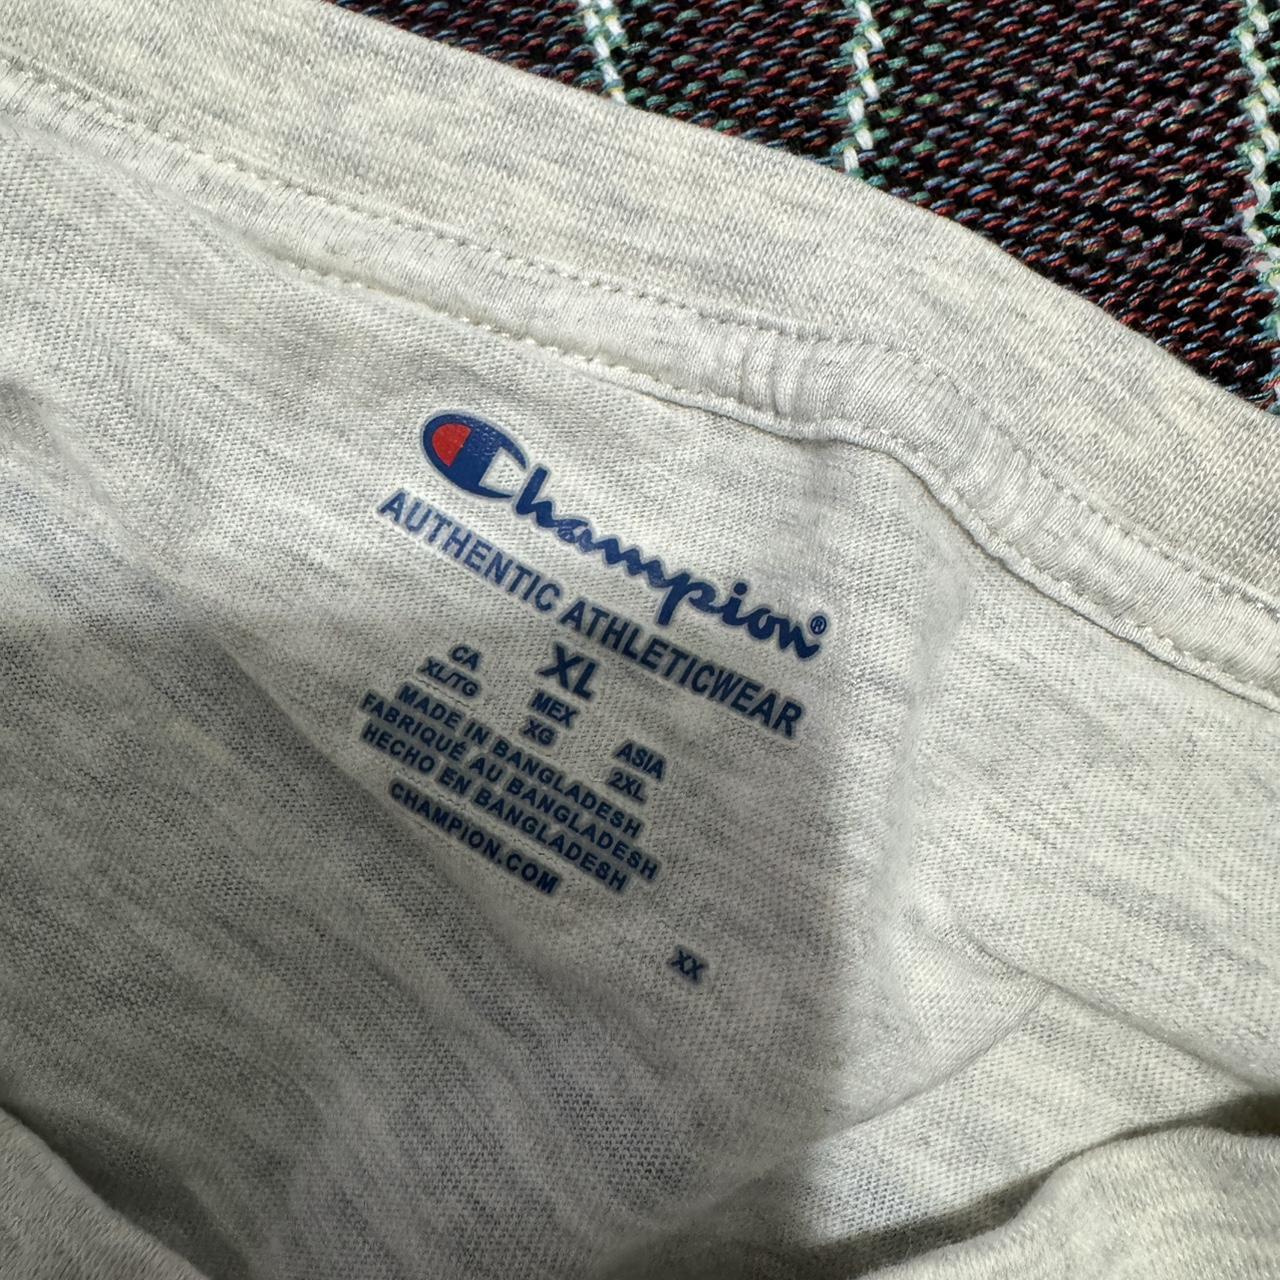 Champion®
AUTHENTIC ATHLETICWEAR
XL
CA MEX ASIA
XL/TG XG 2XL
MADE IN BANGLADESH
FABRIQUÉ AU BANGLADESH
HECHO EN BANGLADESH
CHAMPION.COM
XX